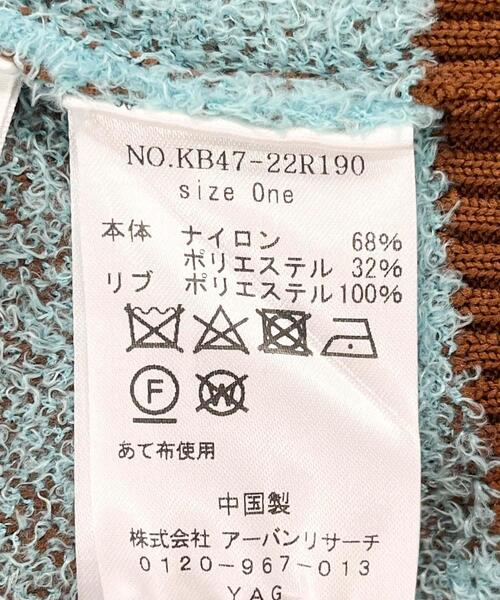 NO.KB47-22R190
size One
本体 ナイロン 68%
ポリエステル 32%
リブ ポリエステル 100%
F
W
あて布使用
中国製
株式会社 アーバンリサーチ
0120-967-013
YAG